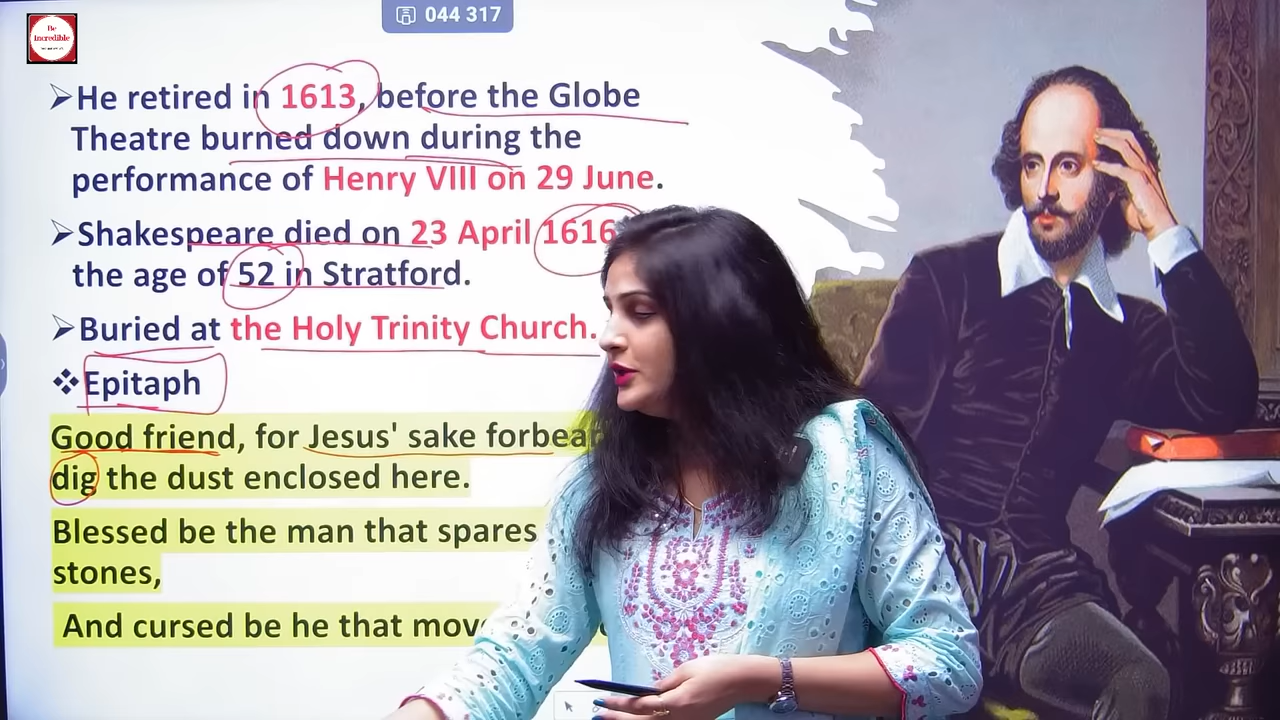 Be
Incredible
044 317
➢He retired in 1613, before the Globe
Theatre burned down during the
performance of Henry VIII on 29 June.
➢Shakespeare died on 23 April 1616
the age of 52 in Stratford.
➢Buried at the Holy Trinity Church.
❖Epitaph
Good friend, for Jesus' sake forbear
dig the dust enclosed here.
Blessed be the man that spares
stones,
And cursed be he that